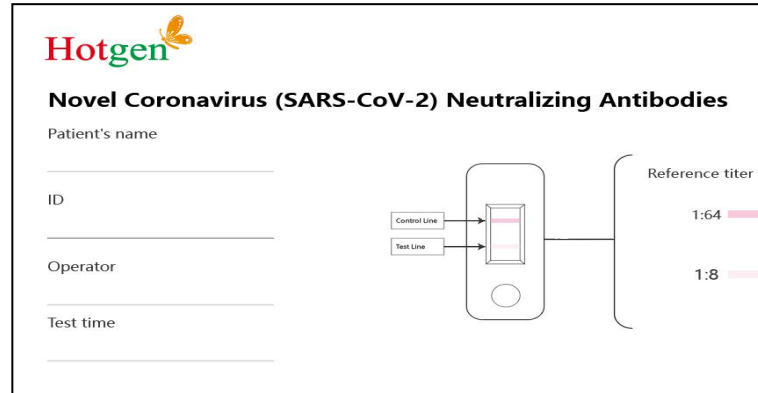 Hotgen
Novel Coronavirus (SARS-CoV-2) Neutralizing Antibodies
Patient's name
ID
Operator
Test time
Control Line
Test Line
Reference titer
1:64
1:8